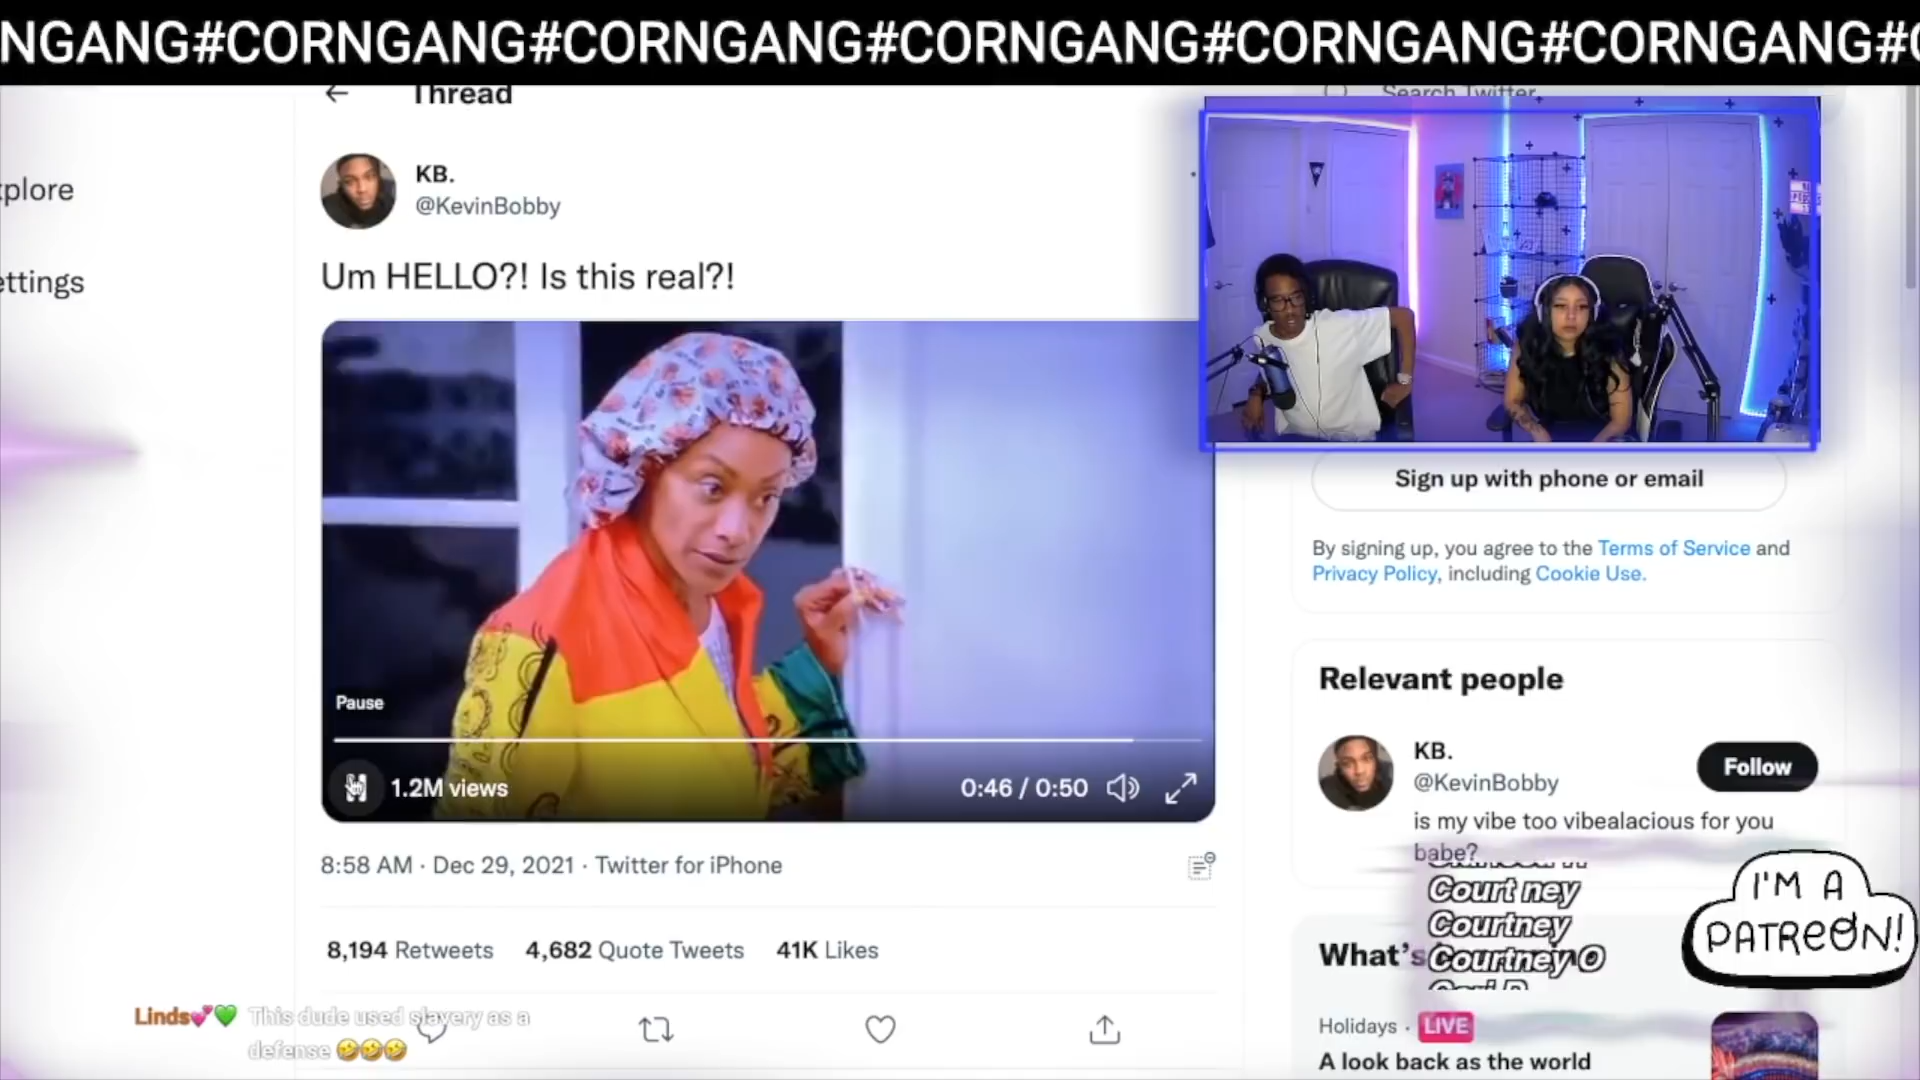 NGANG#CORNGANG#CORNGANG#CORNGANG#CORNGANG#CORNGANG#C
Thread
Search Twitter
xplore
ettings
KB.
@KevinBobby
Um HELLO?! Is this real?!
Pause
1.2M views
0:46 / 0:50
8:58 AM · Dec 29, 2021 · Twitter for iPhone
8,194 Retweets 4,682 Quote Tweets 41K Likes
Linds💕💚 This dude used slavery as a
defense 🤣🤣🤣
Sign up with phone or email
By signing up, you agree to the Terms of Service and
Privacy Policy, including Cookie Use.
Relevant people
KB.
@KevinBobby
Follow
is my vibe too vibealacious for you
babe?
Court ney
Courtney
Courtney O
What's
I'M A
PATREON!
Holidays · LIVE
A look back as the world